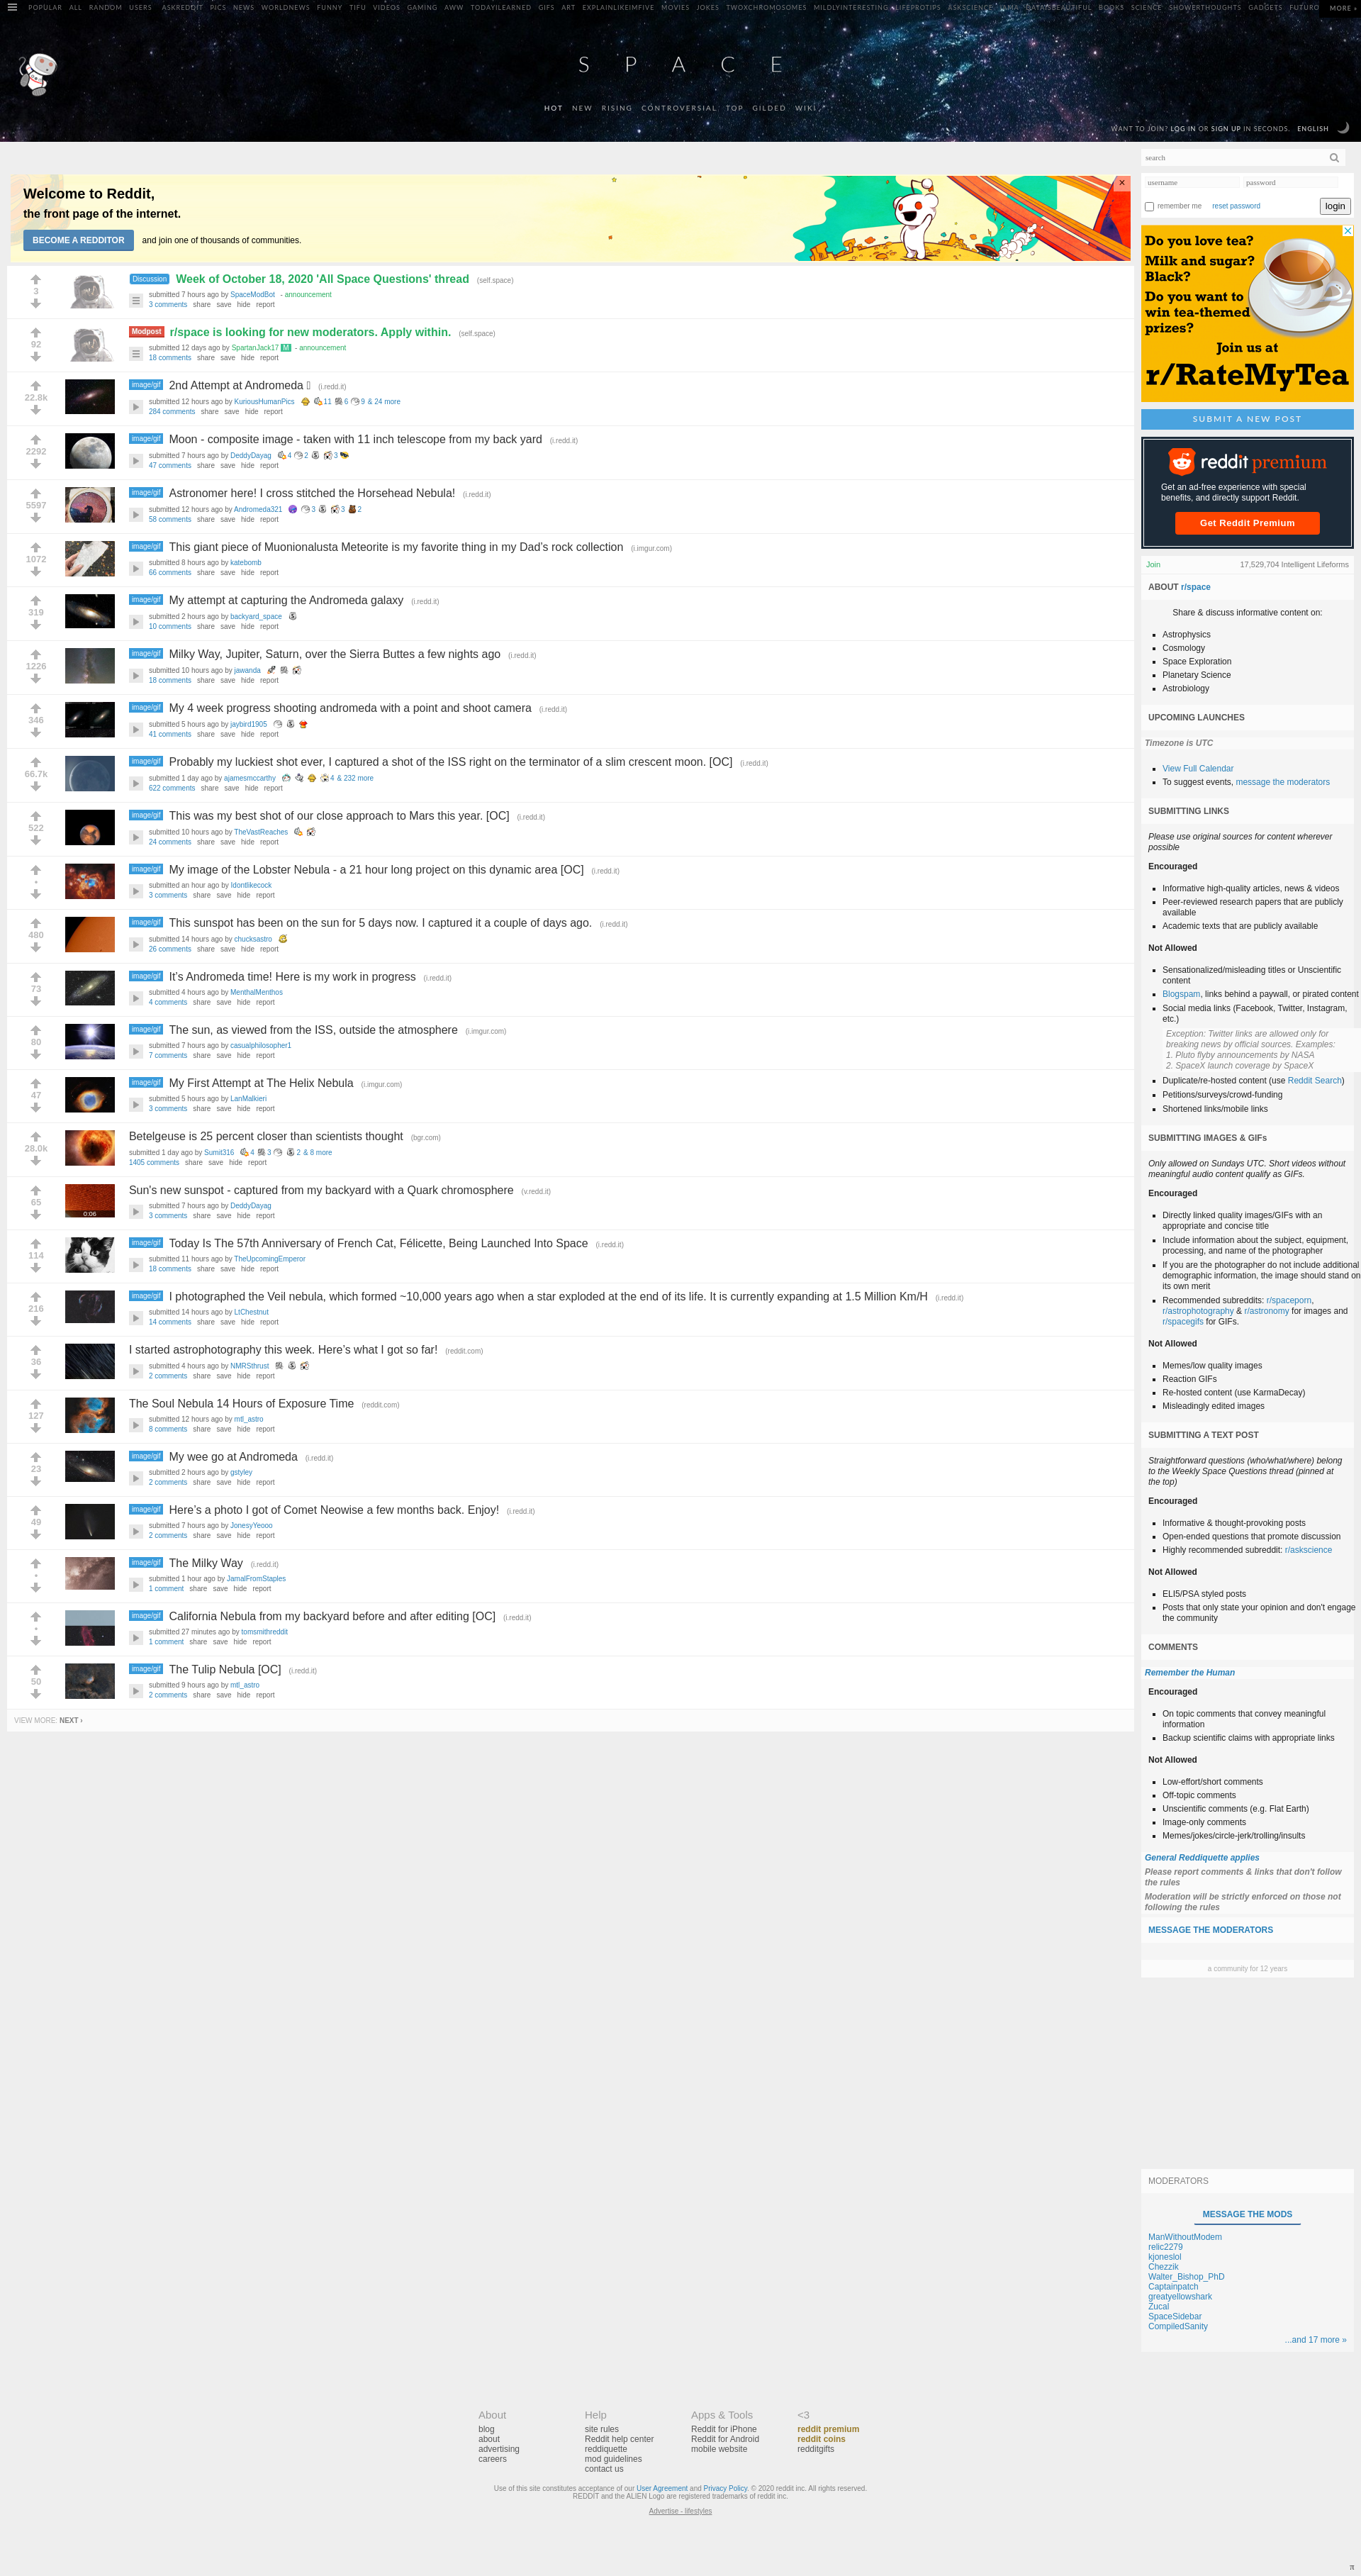 POPULAR ALL RANDOM USERS ASKREDDIT PICS NEWS WORLDNEWS FUNNY TIFU VIDEOS GAMING AWW TODAYILEARNED GIFS ART EXPLAINLIKEIMFIVE MOVIES JOKES TWOXCHROMOSOMES MILDLYINTERESTING LIFEPROTIPS ASKSCIENCE IAMA DATAISBEAUTIFUL BOOKS SCIENCE SHOWERTHOUGHTS GADGETS FUTURO MORE »
SPACE
HOT NEW RISING CONTROVERSIAL TOP GILDED WIKI
WANT TO JOIN? LOG IN OR SIGN UP IN SECONDS. ENGLISH
Welcome to Reddit,
the front page of the internet.
BECOME A REDDITOR and join one of thousands of communities.
×
3
Discussion Week of October 18, 2020 'All Space Questions' thread (self.space)
submitted 7 hours ago by SpaceModBot - announcement
3 comments share save hide report
92
Modpost r/space is looking for new moderators. Apply within. (self.space)
submitted 12 days ago by SpartanJack17 M - announcement
18 comments share save hide report
22.8k
image/gif 2nd Attempt at Andromeda (i.redd.it)
submitted 12 hours ago by KuriousHumanPics 11 6 9 & 24 more
284 comments share save hide report
2292
image/gif Moon - composite image - taken with 11 inch telescope from my back yard (i.redd.it)
submitted 7 hours ago by DeddyDayag 4 2 3
47 comments share save hide report
5597
image/gif Astronomer here! I cross stitched the Horsehead Nebula! (i.redd.it)
submitted 12 hours ago by Andromeda321 3 3 2
58 comments share save hide report
1072
image/gif This giant piece of Muonionalusta Meteorite is my favorite thing in my Dad's rock collection (i.imgur.com)
submitted 8 hours ago by katebomb
66 comments share save hide report
319
image/gif My attempt at capturing the Andromeda galaxy (i.redd.it)
submitted 2 hours ago by backyard_space
10 comments share save hide report
1226
image/gif Milky Way, Jupiter, Saturn, over the Sierra Buttes a few nights ago (i.redd.it)
submitted 10 hours ago by jawanda
18 comments share save hide report
346
image/gif My 4 week progress shooting andromeda with a point and shoot camera (i.redd.it)
submitted 5 hours ago by jaybird1905
41 comments share save hide report
66.7k
image/gif Probably my luckiest shot ever, I captured a shot of the ISS right on the terminator of a slim crescent moon. [OC] (i.redd.it)
submitted 1 day ago by ajamesmccarthy 4 & 232 more
622 comments share save hide report
522
image/gif This was my best shot of our close approach to Mars this year. [OC] (i.redd.it)
submitted 10 hours ago by TheVastReaches
24 comments share save hide report
•
image/gif My image of the Lobster Nebula - a 21 hour long project on this dynamic area [OC] (i.redd.it)
submitted an hour ago by Idontlikecock
3 comments share save hide report
480
image/gif This sunspot has been on the sun for 5 days now. I captured it a couple of days ago. (i.redd.it)
submitted 14 hours ago by chucksastro
26 comments share save hide report
73
image/gif It's Andromeda time! Here is my work in progress (i.redd.it)
submitted 4 hours ago by MenthalMenthos
4 comments share save hide report
80
image/gif The sun, as viewed from the ISS, outside the atmosphere (i.imgur.com)
submitted 7 hours ago by casualphilosopher1
7 comments share save hide report
47
image/gif My First Attempt at The Helix Nebula (i.imgur.com)
submitted 5 hours ago by LanMalkieri
3 comments share save hide report
28.0k
Betelgeuse is 25 percent closer than scientists thought (bgr.com)
submitted 1 day ago by Sumit316 4 3 2 & 8 more
1405 comments share save hide report
65
0:06
Sun's new sunspot - captured from my backyard with a Quark chromosphere (v.redd.it)
submitted 7 hours ago by DeddyDayag
3 comments share save hide report
114
image/gif Today Is The 57th Anniversary of French Cat, Félicette, Being Launched Into Space (i.redd.it)
submitted 11 hours ago by TheUpcomingEmperor
18 comments share save hide report
216
image/gif I photographed the Veil nebula, which formed ~10,000 years ago when a star exploded at the end of its life. It is currently expanding at 1.5 Million Km/H (i.redd.it)
submitted 14 hours ago by LtChestnut
14 comments share save hide report
36
I started astrophotography this week. Here's what I got so far! (reddit.com)
submitted 4 hours ago by NMRSthrust
2 comments share save hide report
127
The Soul Nebula 14 Hours of Exposure Time (reddit.com)
submitted 12 hours ago by mtl_astro
8 comments share save hide report
23
image/gif My wee go at Andromeda (i.redd.it)
submitted 2 hours ago by gstyley
2 comments share save hide report
49
image/gif Here's a photo I got of Comet Neowise a few months back. Enjoy! (i.redd.it)
submitted 7 hours ago by JonesyYeooo
2 comments share save hide report
•
image/gif The Milky Way (i.redd.it)
submitted 1 hour ago by JamalFromStaples
1 comment share save hide report
•
image/gif California Nebula from my backyard before and after editing [OC] (i.redd.it)
submitted 27 minutes ago by tomsmithreddit
1 comment share save hide report
50
image/gif The Tulip Nebula [OC] (i.redd.it)
submitted 9 hours ago by mtl_astro
2 comments share save hide report
VIEW MORE: NEXT ›
search
username password
remember me reset password login
Do you love tea?
Milk and sugar?
Black?
Do you want to
win tea-themed
prizes?
Join us at
r/RateMyTea
SUBMIT A NEW POST
reddit premium
Get an ad-free experience with special
benefits, and directly support Reddit.
Get Reddit Premium
Join 17,529,704 Intelligent Lifeforms
ABOUT r/space
Share & discuss informative content on:
Astrophysics
Cosmology
Space Exploration
Planetary Science
Astrobiology
UPCOMING LAUNCHES
Timezone is UTC
View Full Calendar
To suggest events, message the moderators
SUBMITTING LINKS
Please use original sources for content wherever
possible
Encouraged
Informative high-quality articles, news & videos
Peer-reviewed research papers that are publicly
available
Academic texts that are publicly available
Not Allowed
Sensationalized/misleading titles or Unscientific
content
Blogspam, links behind a paywall, or pirated content
Social media links (Facebook, Twitter, Instagram,
etc.)
Exception: Twitter links are allowed only for
breaking news by official sources. Examples:
1. Pluto flyby announcements by NASA
2. SpaceX launch coverage by SpaceX
Duplicate/re-hosted content (use Reddit Search)
Petitions/surveys/crowd-funding
Shortened links/mobile links
SUBMITTING IMAGES & GIFs
Only allowed on Sundays UTC. Short videos without
meaningful audio content qualify as GIFs.
Encouraged
Directly linked quality images/GIFs with an
appropriate and concise title
Include information about the subject, equipment,
processing, and name of the photographer
If you are the photographer do not include additional
demographic information, the image should stand on
its own merit
Recommended subreddits: r/spaceporn,
r/astrophotography & r/astronomy for images and
r/spacegifs for GIFs.
Not Allowed
Memes/low quality images
Reaction GIFs
Re-hosted content (use KarmaDecay)
Misleadingly edited images
SUBMITTING A TEXT POST
Straightforward questions (who/what/where) belong
to the Weekly Space Questions thread (pinned at
the top)
Encouraged
Informative & thought-provoking posts
Open-ended questions that promote discussion
Highly recommended subreddit: r/askscience
Not Allowed
ELI5/PSA styled posts
Posts that only state your opinion and don't engage
the community
COMMENTS
Remember the Human
Encouraged
On topic comments that convey meaningful
information
Backup scientific claims with appropriate links
Not Allowed
Low-effort/short comments
Off-topic comments
Unscientific comments (e.g. Flat Earth)
Image-only comments
Memes/jokes/circle-jerk/trolling/insults
General Reddiquette applies
Please report comments & links that don't follow
the rules
Moderation will be strictly enforced on those not
following the rules
MESSAGE THE MODERATORS
a community for 12 years
MODERATORS
MESSAGE THE MODS
ManWithoutModem
relic2279
kjoneslol
Chezzik
Walter_Bishop_PhD
Captainpatch
greatyellowshark
Zucal
SpaceSidebar
CompiledSanity
...and 17 more »
About
blog
about
advertising
careers
Help
site rules
Reddit help center
reddiquette
mod guidelines
contact us
Apps & Tools
Reddit for iPhone
Reddit for Android
mobile website
<3
reddit premium
reddit coins
redditgifts
Use of this site constitutes acceptance of our User Agreement and Privacy Policy. © 2020 reddit inc. All rights reserved.
REDDIT and the ALIEN Logo are registered trademarks of reddit inc.
Advertise - lifestyles
π